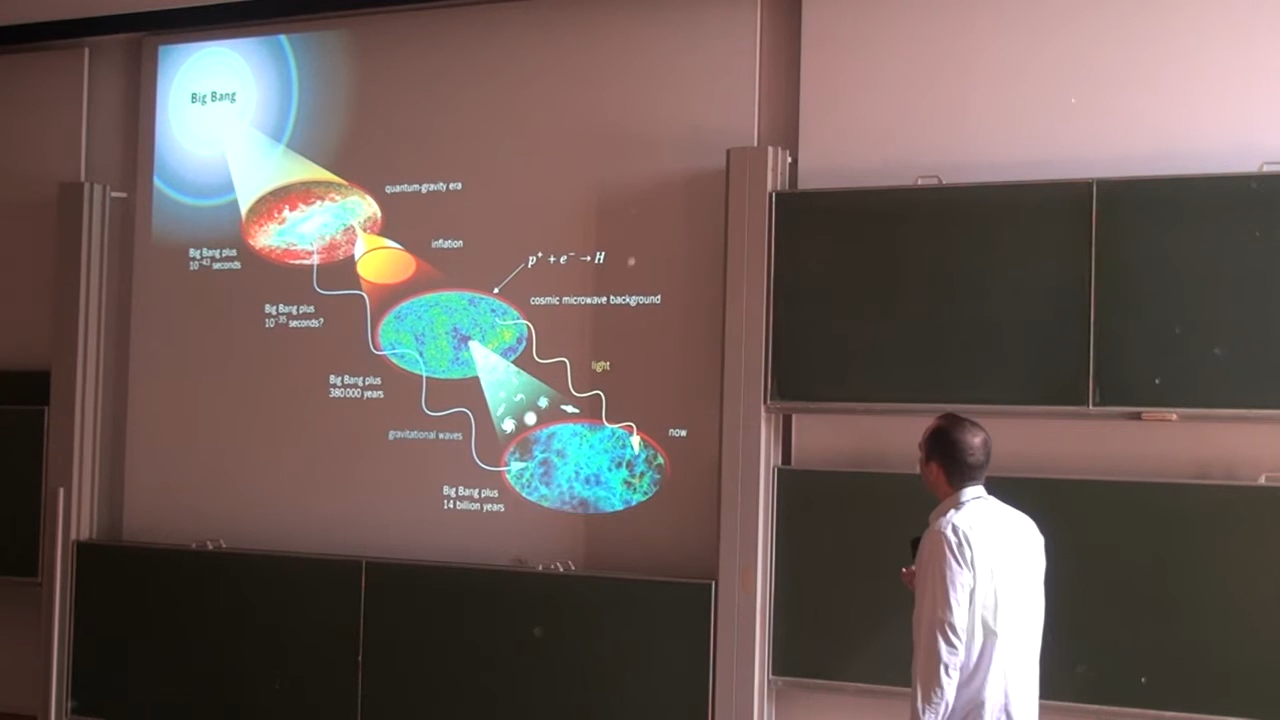 Big Bang
quantum-gravity era
Big Bang plus
10⁻⁴³ seconds
inflation
p⁺ + e⁻ → H
cosmic microwave background
Big Bang plus
10⁻³⁵ seconds?
light
Big Bang plus
380 000 years
gravitational waves
now
Big Bang plus
14 billion years